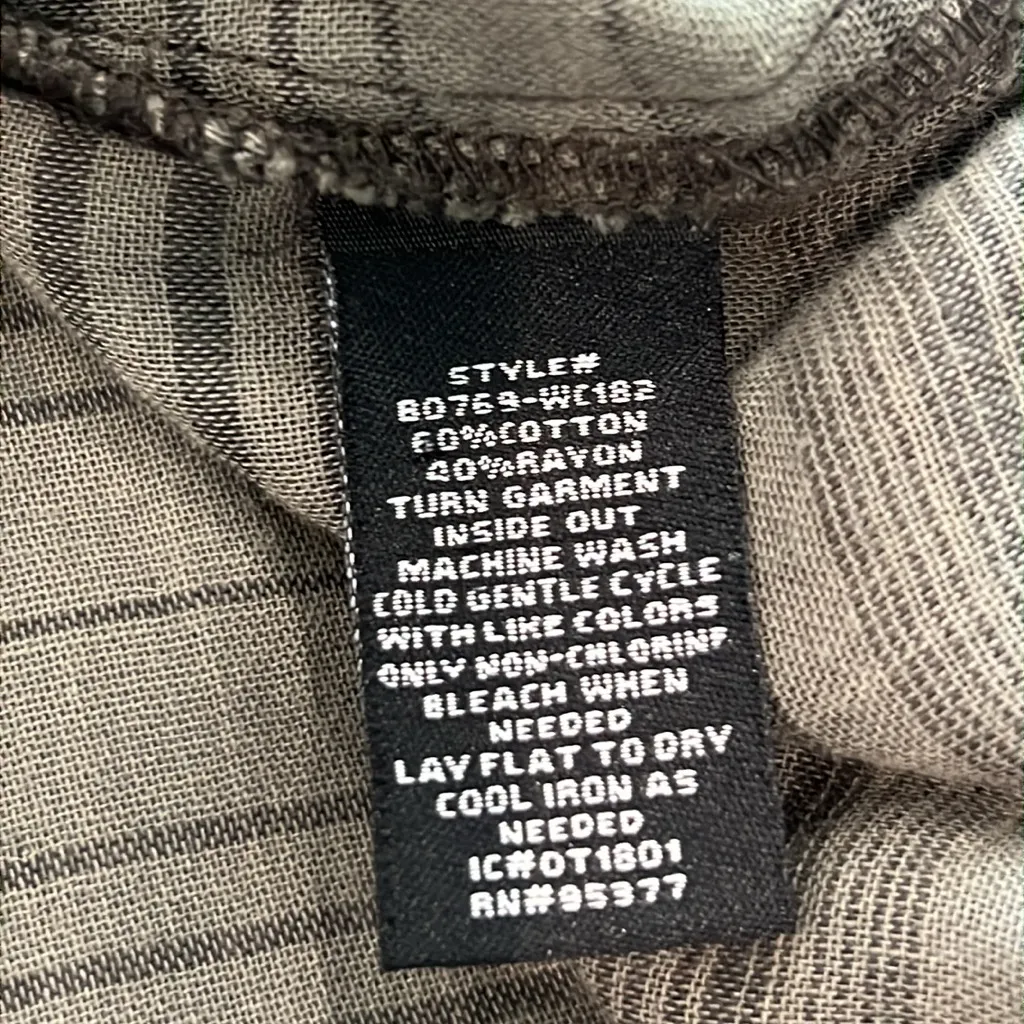 STYLE#
BD769-WC182
60%COTTON
40%RAYON
TURN GARMENT
INSIDE OUT
MACHINE WASH
COLD GENTLE CYCLE
WITH LIKE COLORS
ONLY NON-CHLORINE
BLEACH WHEN
NEEDED
LAY FLAT TO DRY
COOL IRON AS
NEEDED
IC#OT1801
RN#95377